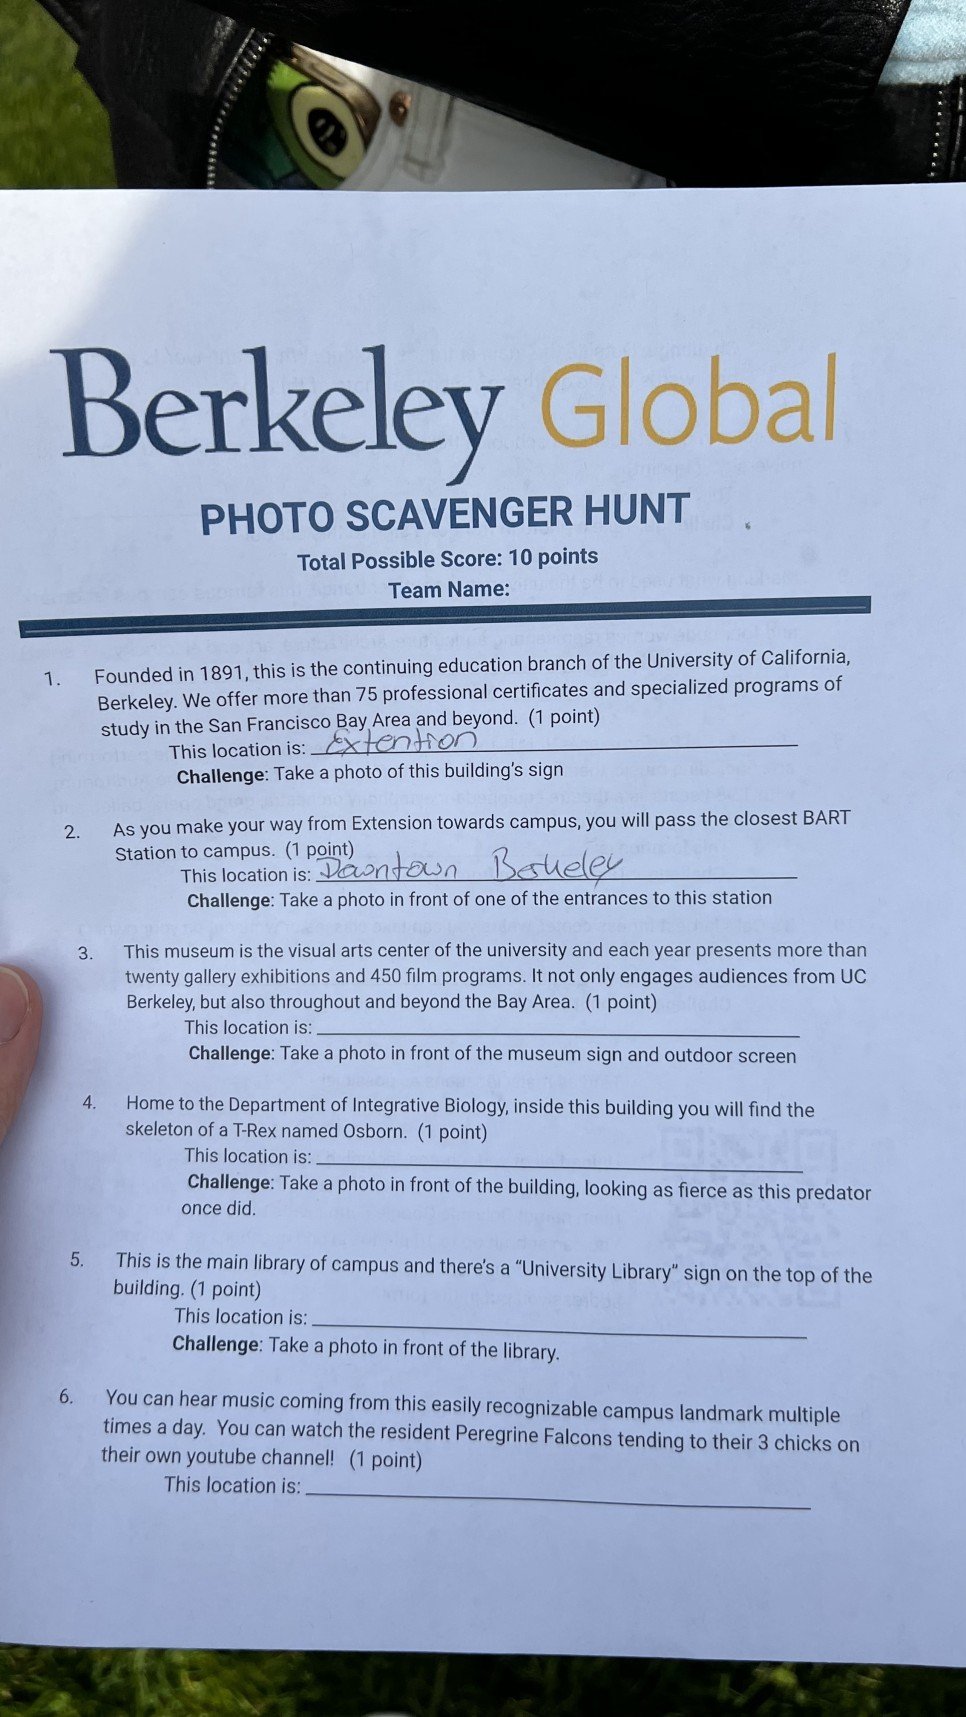 Berkeley Global
PHOTO SCAVENGER HUNT
Total Possible Score: 10 points
Team Name:
1. Founded in 1891, this is the continuing education branch of the University of California,
Berkeley. We offer more than 75 professional certificates and specialized programs of
study in the San Francisco Bay Area and beyond. (1 point)
This location is: Extention
Challenge: Take a photo of this building's sign
2. As you make your way from Extension towards campus, you will pass the closest BART
Station to campus. (1 point)
This location is: Downtown Berkeley
Challenge: Take a photo in front of one of the entrances to this station
3. This museum is the visual arts center of the university and each year presents more than
twenty gallery exhibitions and 450 film programs. It not only engages audiences from UC
Berkeley, but also throughout and beyond the Bay Area. (1 point)
This location is:
Challenge: Take a photo in front of the museum sign and outdoor screen
4. Home to the Department of Integrative Biology, inside this building you will find the
skeleton of a T-Rex named Osborn. (1 point)
This location is:
Challenge: Take a photo in front of the building, looking as fierce as this predator
once did.
5. This is the main library of campus and there's a "University Library" sign on the top of the
building. (1 point)
This location is:
Challenge: Take a photo in front of the library.
6. You can hear music coming from this easily recognizable campus landmark multiple
times a day. You can watch the resident Peregrine Falcons tending to their 3 chicks on
their own youtube channel! (1 point)
This location is: